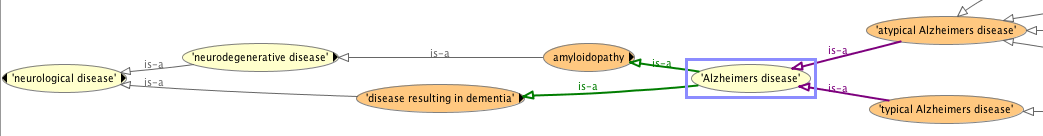 'neurological disease'
is-a
is-a
'neurodegenerative disease'
is-a
'disease resulting in dementia'
amyloidopathy
is-a
is-a
'Alzheimers disease'
is-a
is-a
'atypical Alzheimers disease'
'typical Alzheimers disease'